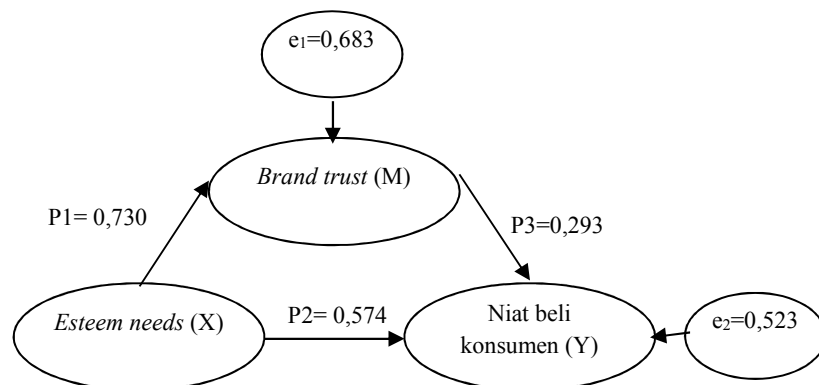 e₁=0,683
Brand trust (M)
P1= 0,730
P3=0,293
Esteem needs (X)
P2= 0,574
Niat beli
konsumen (Y)
e₂=0,523